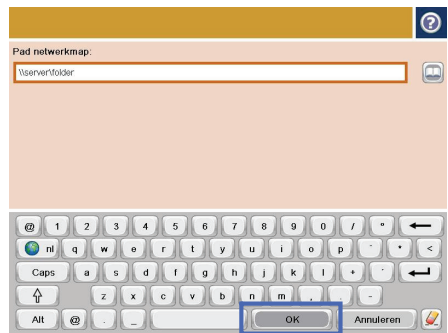 ?
Pad netwerkmap:
\\server\folder
@ 1 2 3 4 5 6 7 8 9 0 / °
nl q w e r t y u i o p ¨ * <
Caps a s d f g h j k l + ´
z x c v b n m , . -
Alt @ . _ OK Annuleren